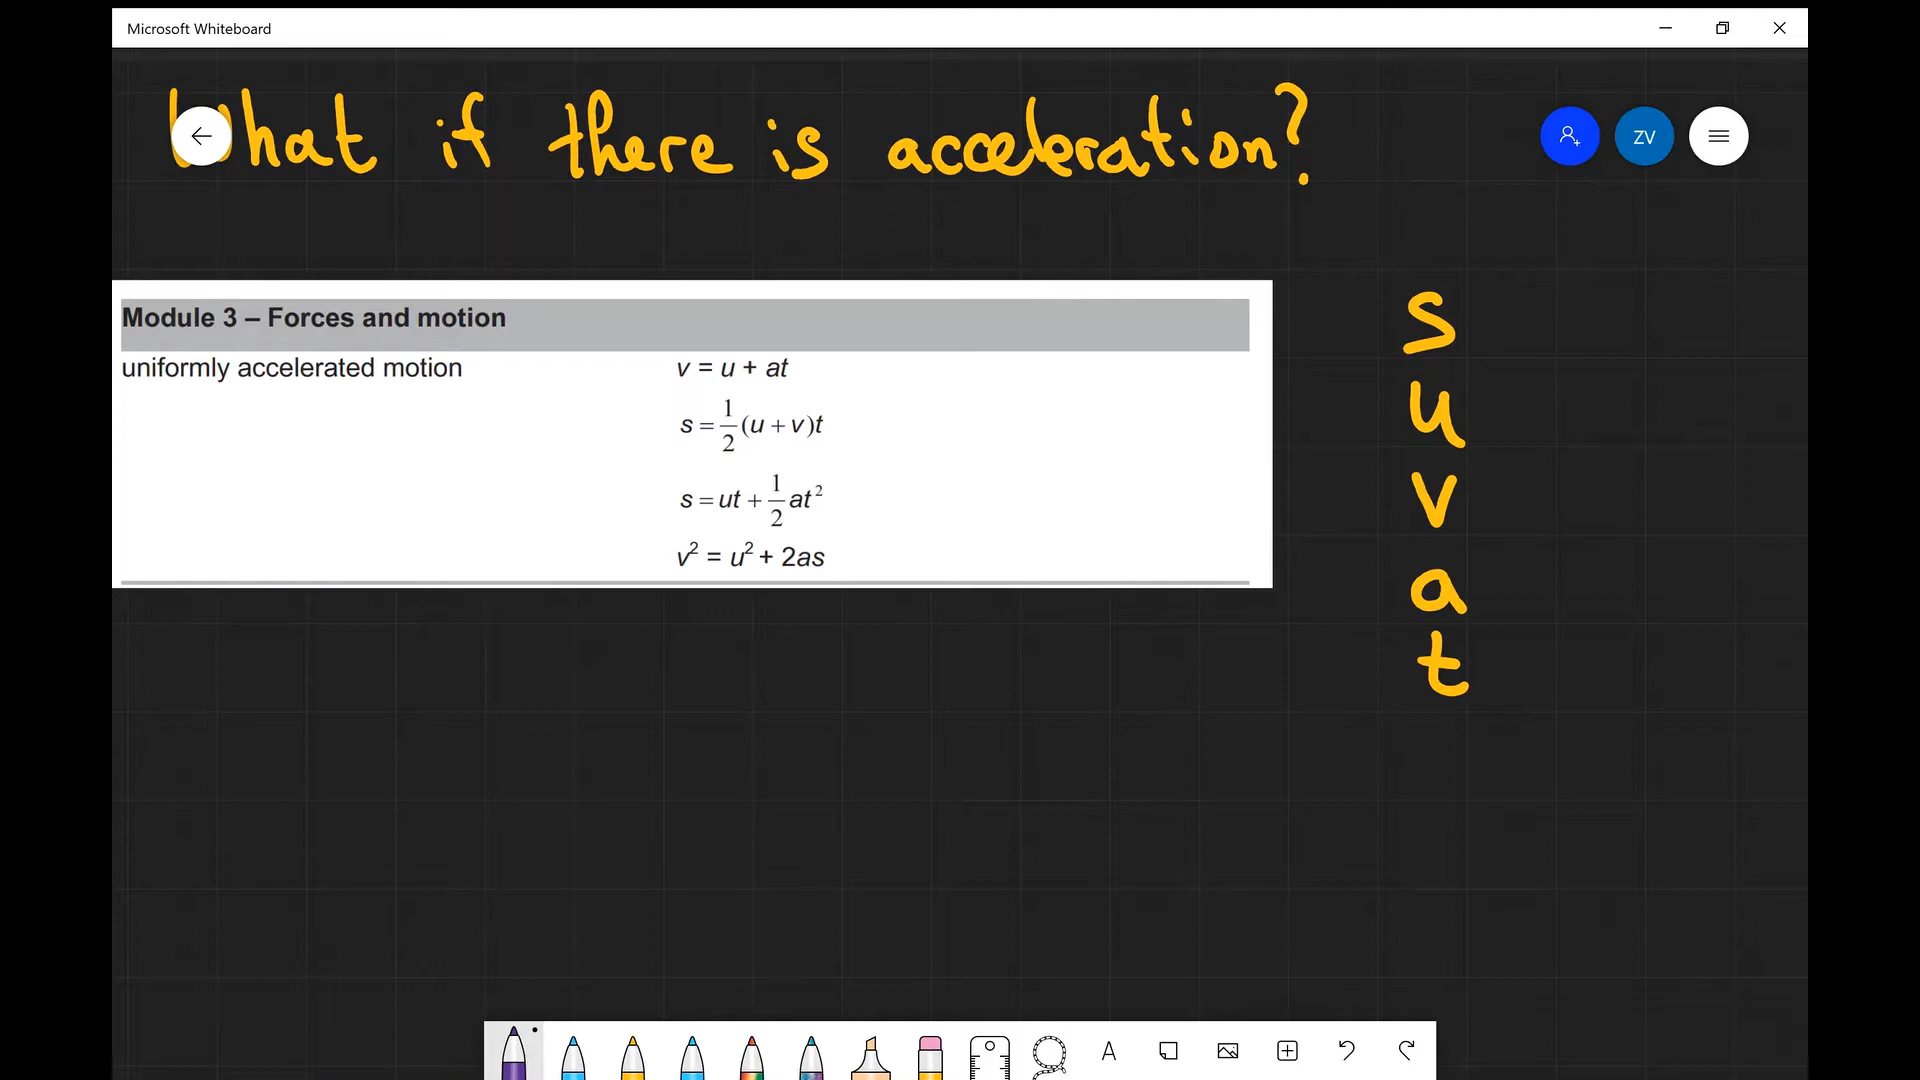 Microsoft Whiteboard
What if there is acceleration?
ZV
Module 3 – Forces and motion
uniformly accelerated motion
v = u + at
s = 1/2 (u + v)t
s = ut + 1/2 at²
v² = u² + 2as
s
u
v
a
t
A